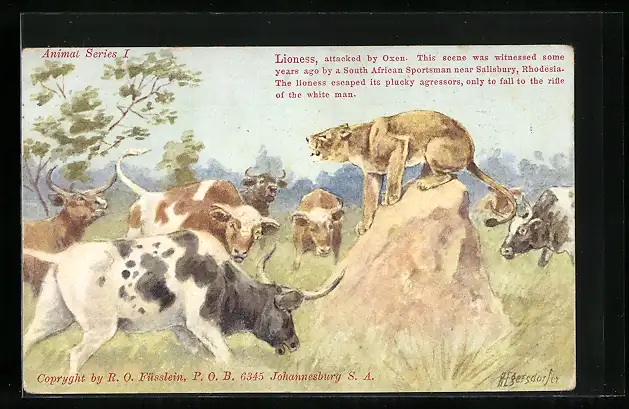 Animal Series I
Lioness, attacked by Oxen. This scene was witnessed some
years ago by a South African Sportsman near Salisbury, Rhodesia.
The lioness escaped its plucky agressors, only to fall to the rifle
of the white man.
Copryght by R. O. Füsslein, P. O. B. 6345 Johannesburg S. A.